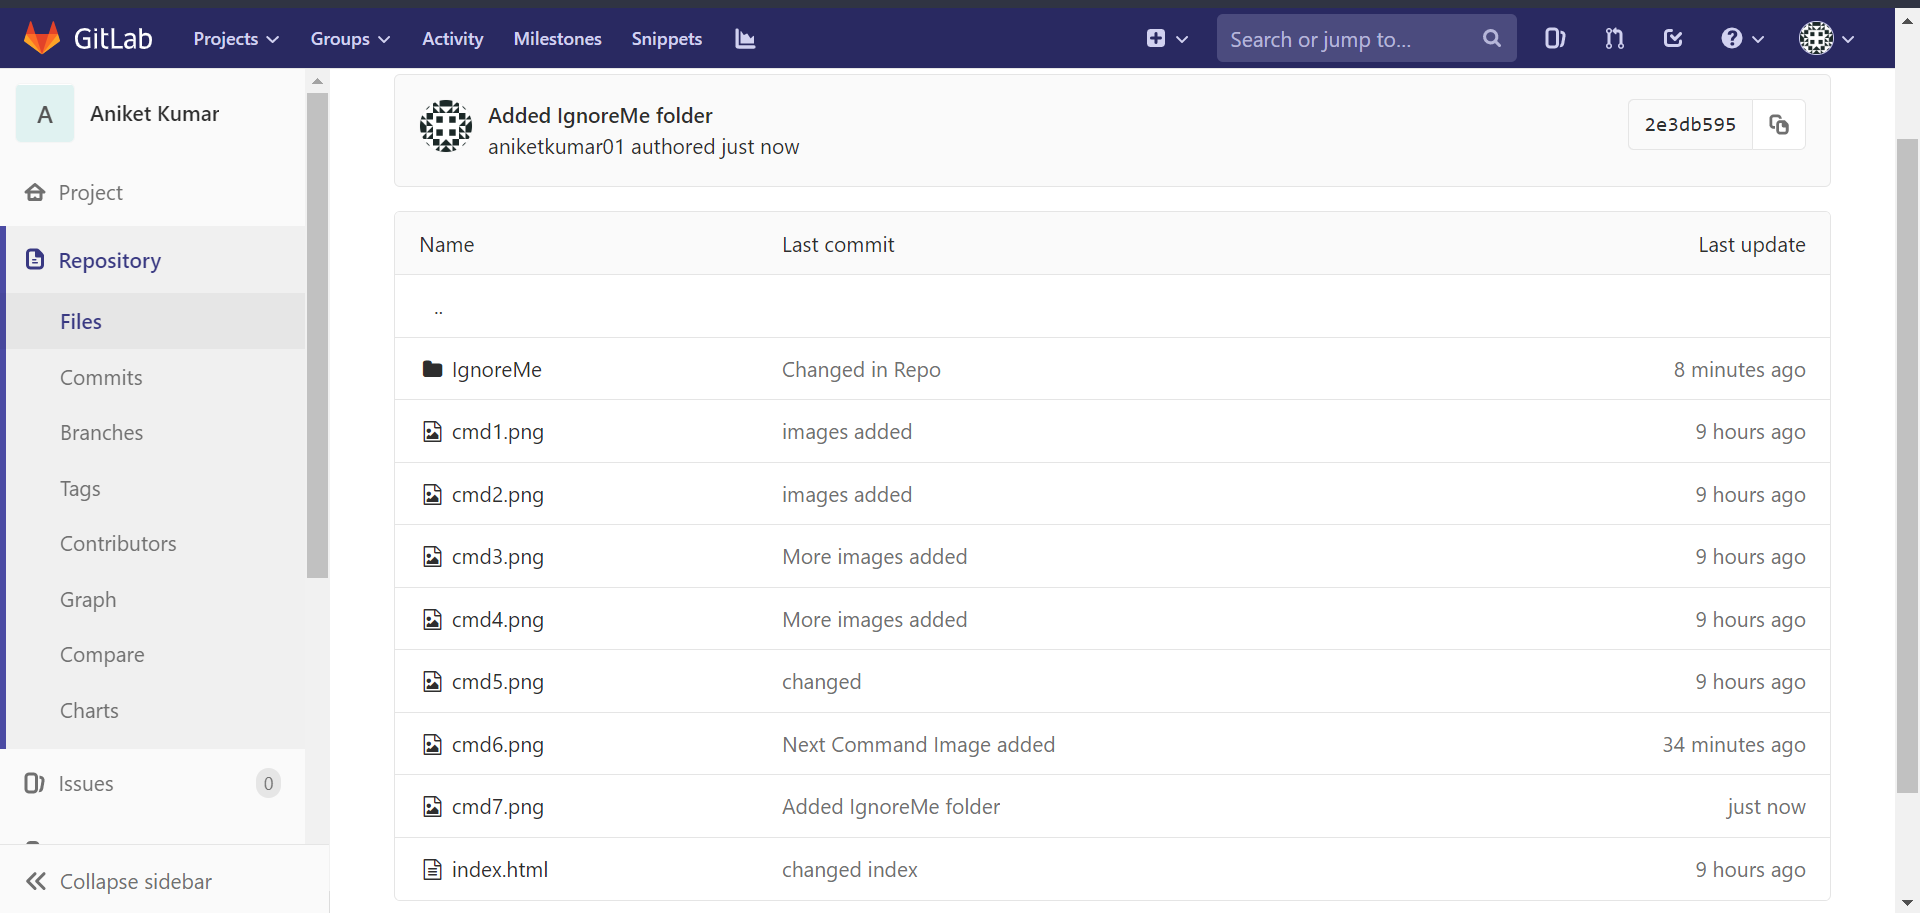 GitLab Projects Groups Activity Milestones Snippets Search or jump to...
A Aniket Kumar
Project
Repository
Files
Commits
Branches
Tags
Contributors
Graph
Compare
Charts
Issues 0
Collapse sidebar
Added IgnoreMe folder
aniketkumar01 authored just now
2e3db595
Name Last commit Last update
..
IgnoreMe Changed in Repo 8 minutes ago
cmd1.png images added 9 hours ago
cmd2.png images added 9 hours ago
cmd3.png More images added 9 hours ago
cmd4.png More images added 9 hours ago
cmd5.png changed 9 hours ago
cmd6.png Next Command Image added 34 minutes ago
cmd7.png Added IgnoreMe folder just now
index.html changed index 9 hours ago